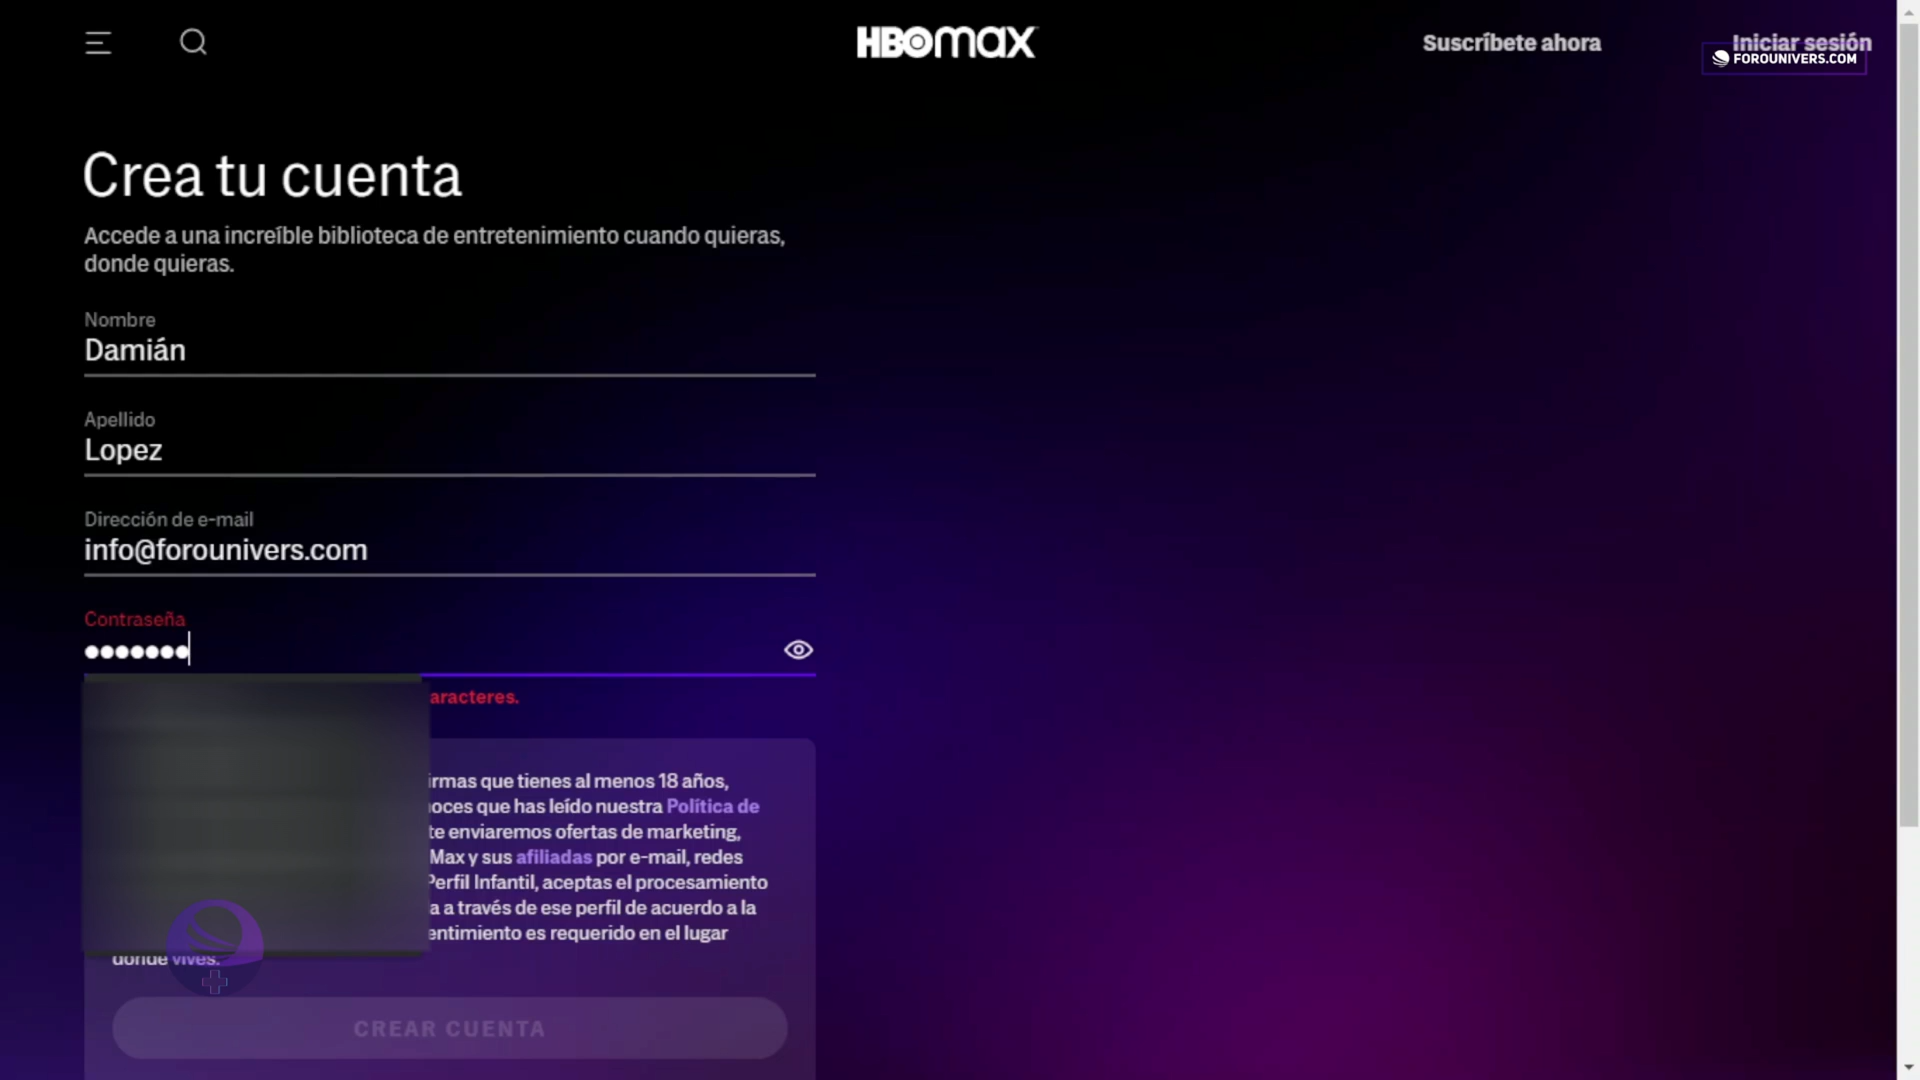 HBOMAX
Suscríbete ahora
Iniciar sesión
FOROUNIVERS.COM
Crea tu cuenta
Accede a una increíble biblioteca de entretenimiento cuando quieras,
donde quieras.
Nombre
Damián
Apellido
Lopez
Dirección de e-mail
info@forounivers.com
Contraseña
aracteres.
irmas que tienes al menos 18 años,
oces que has leído nuestra Política de
te enviaremos ofertas de marketing,
Max y sus afiliadas por e-mail, redes
Perfil Infantil, aceptas el procesamiento
a a través de ese perfil de acuerdo a la
entimiento es requerido en el lugar
donde vives.
CREAR CUENTA